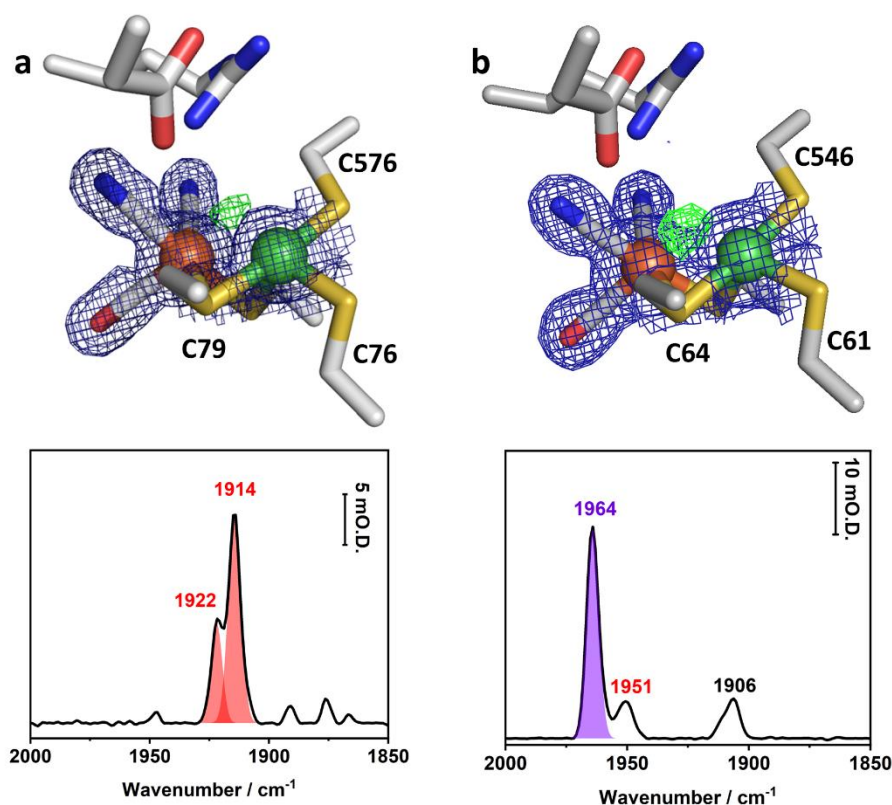 a
C576
C79
C76
b
C546
C64
C61
1914
1922
5 mO.D.
2000
1950
1900
1850
Wavenumber / cm⁻¹
1964
1951
1906
10 mO.D.
2000
1950
1900
1850
Wavenumber / cm⁻¹